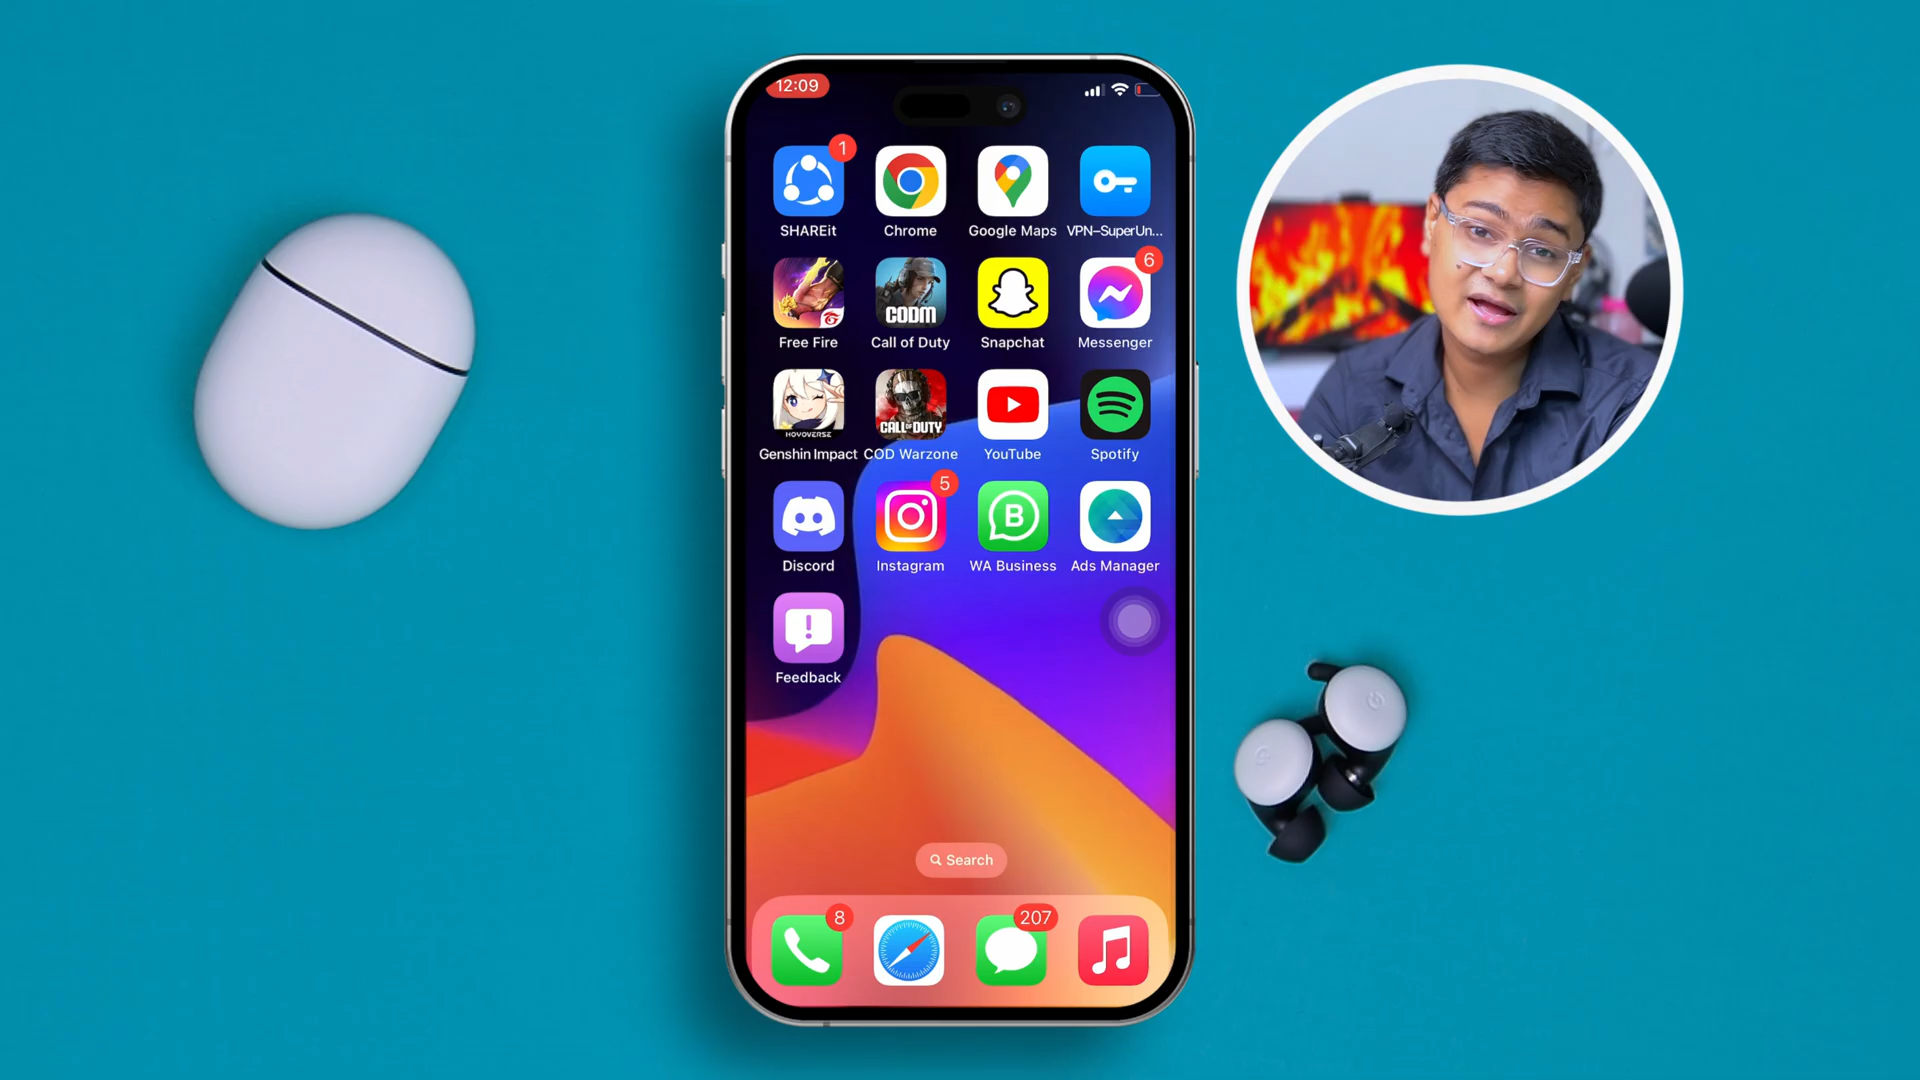 12:09
1
SHAREit
Chrome
Google Maps
VPN–SuperUn...
6
CODM
Free Fire
Call of Duty
Snapchat
Messenger
HOYOVERSE
CALL OF DUTY
Genshin Impact
COD Warzone
YouTube
Spotify
5
B
Discord
Instagram
WA Business
Ads Manager
!
Feedback
Search
8
207